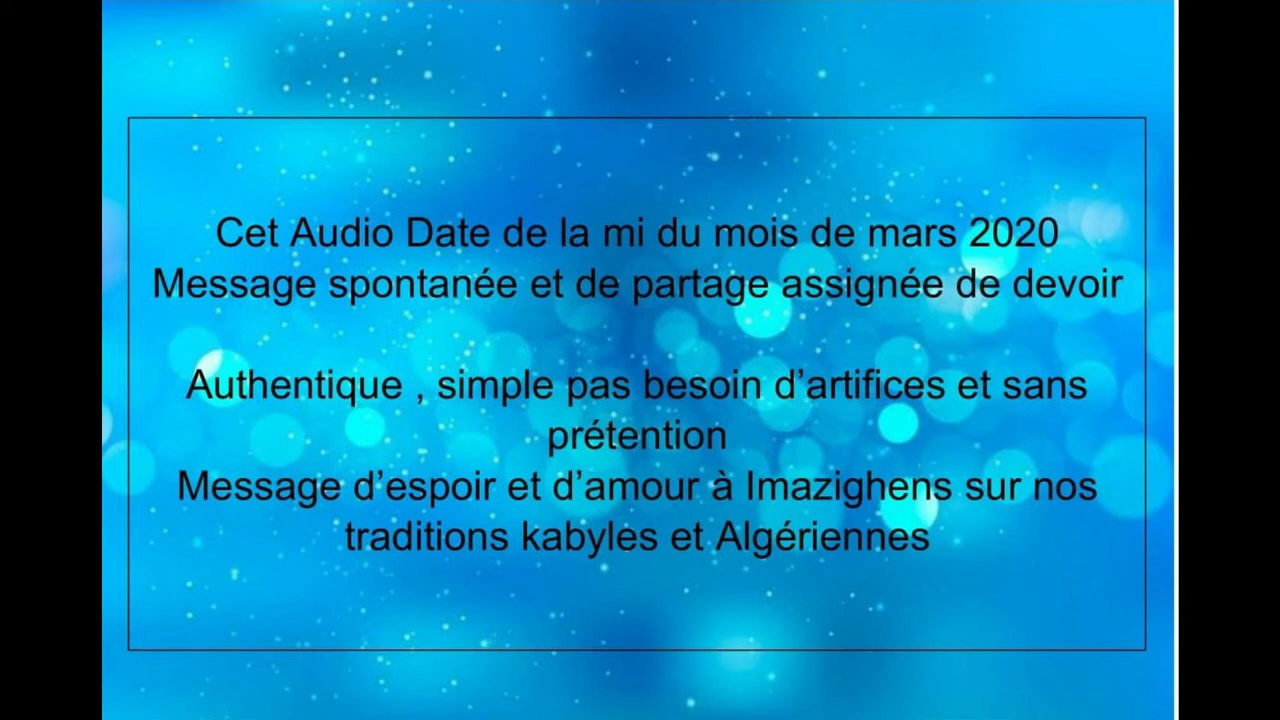 Cet Audio Date de la mi du mois de mars 2020
Message spontanée et de partage assignée de devoir
Authentique , simple pas besoin d’artifices et sans
prétention
Message d’espoir et d’amour à Imazighens sur nos
traditions kabyles et Algériennes